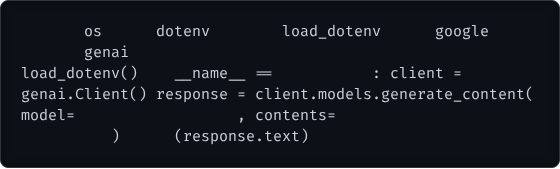 os dotenv load_dotenv google
genai
load_dotenv() __name__ == : client =
genai.Client() response = client.models.generate_content(
model= , contents=
) (response.text)